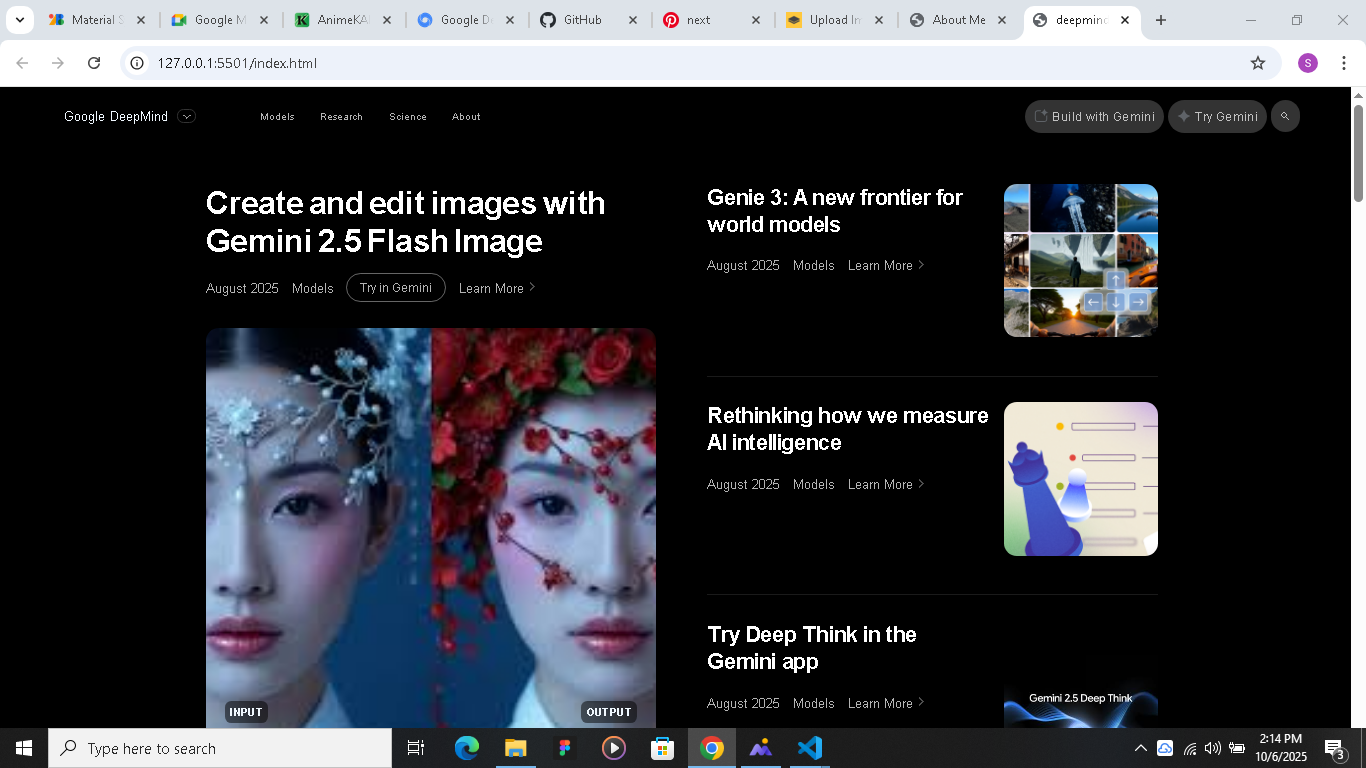 Material S
Google M
AnimeKA
Google De
GitHub
next
Upload In
About Me
deepmind
127.0.0.1:5501/index.html
S
Google DeepMind
Models
Research
Science
About
Build with Gemini
Try Gemini
Create and edit images with
Gemini 2.5 Flash Image
August 2025 Models Try in Gemini Learn More
INPUT
OUTPUT
Genie 3: A new frontier for
world models
August 2025 Models Learn More
Rethinking how we measure
AI intelligence
August 2025 Models Learn More
Try Deep Think in the
Gemini app
August 2025 Models Learn More
Gemini 2.5 Deep Think
Type here to search
2:14 PM
10/6/2025
3